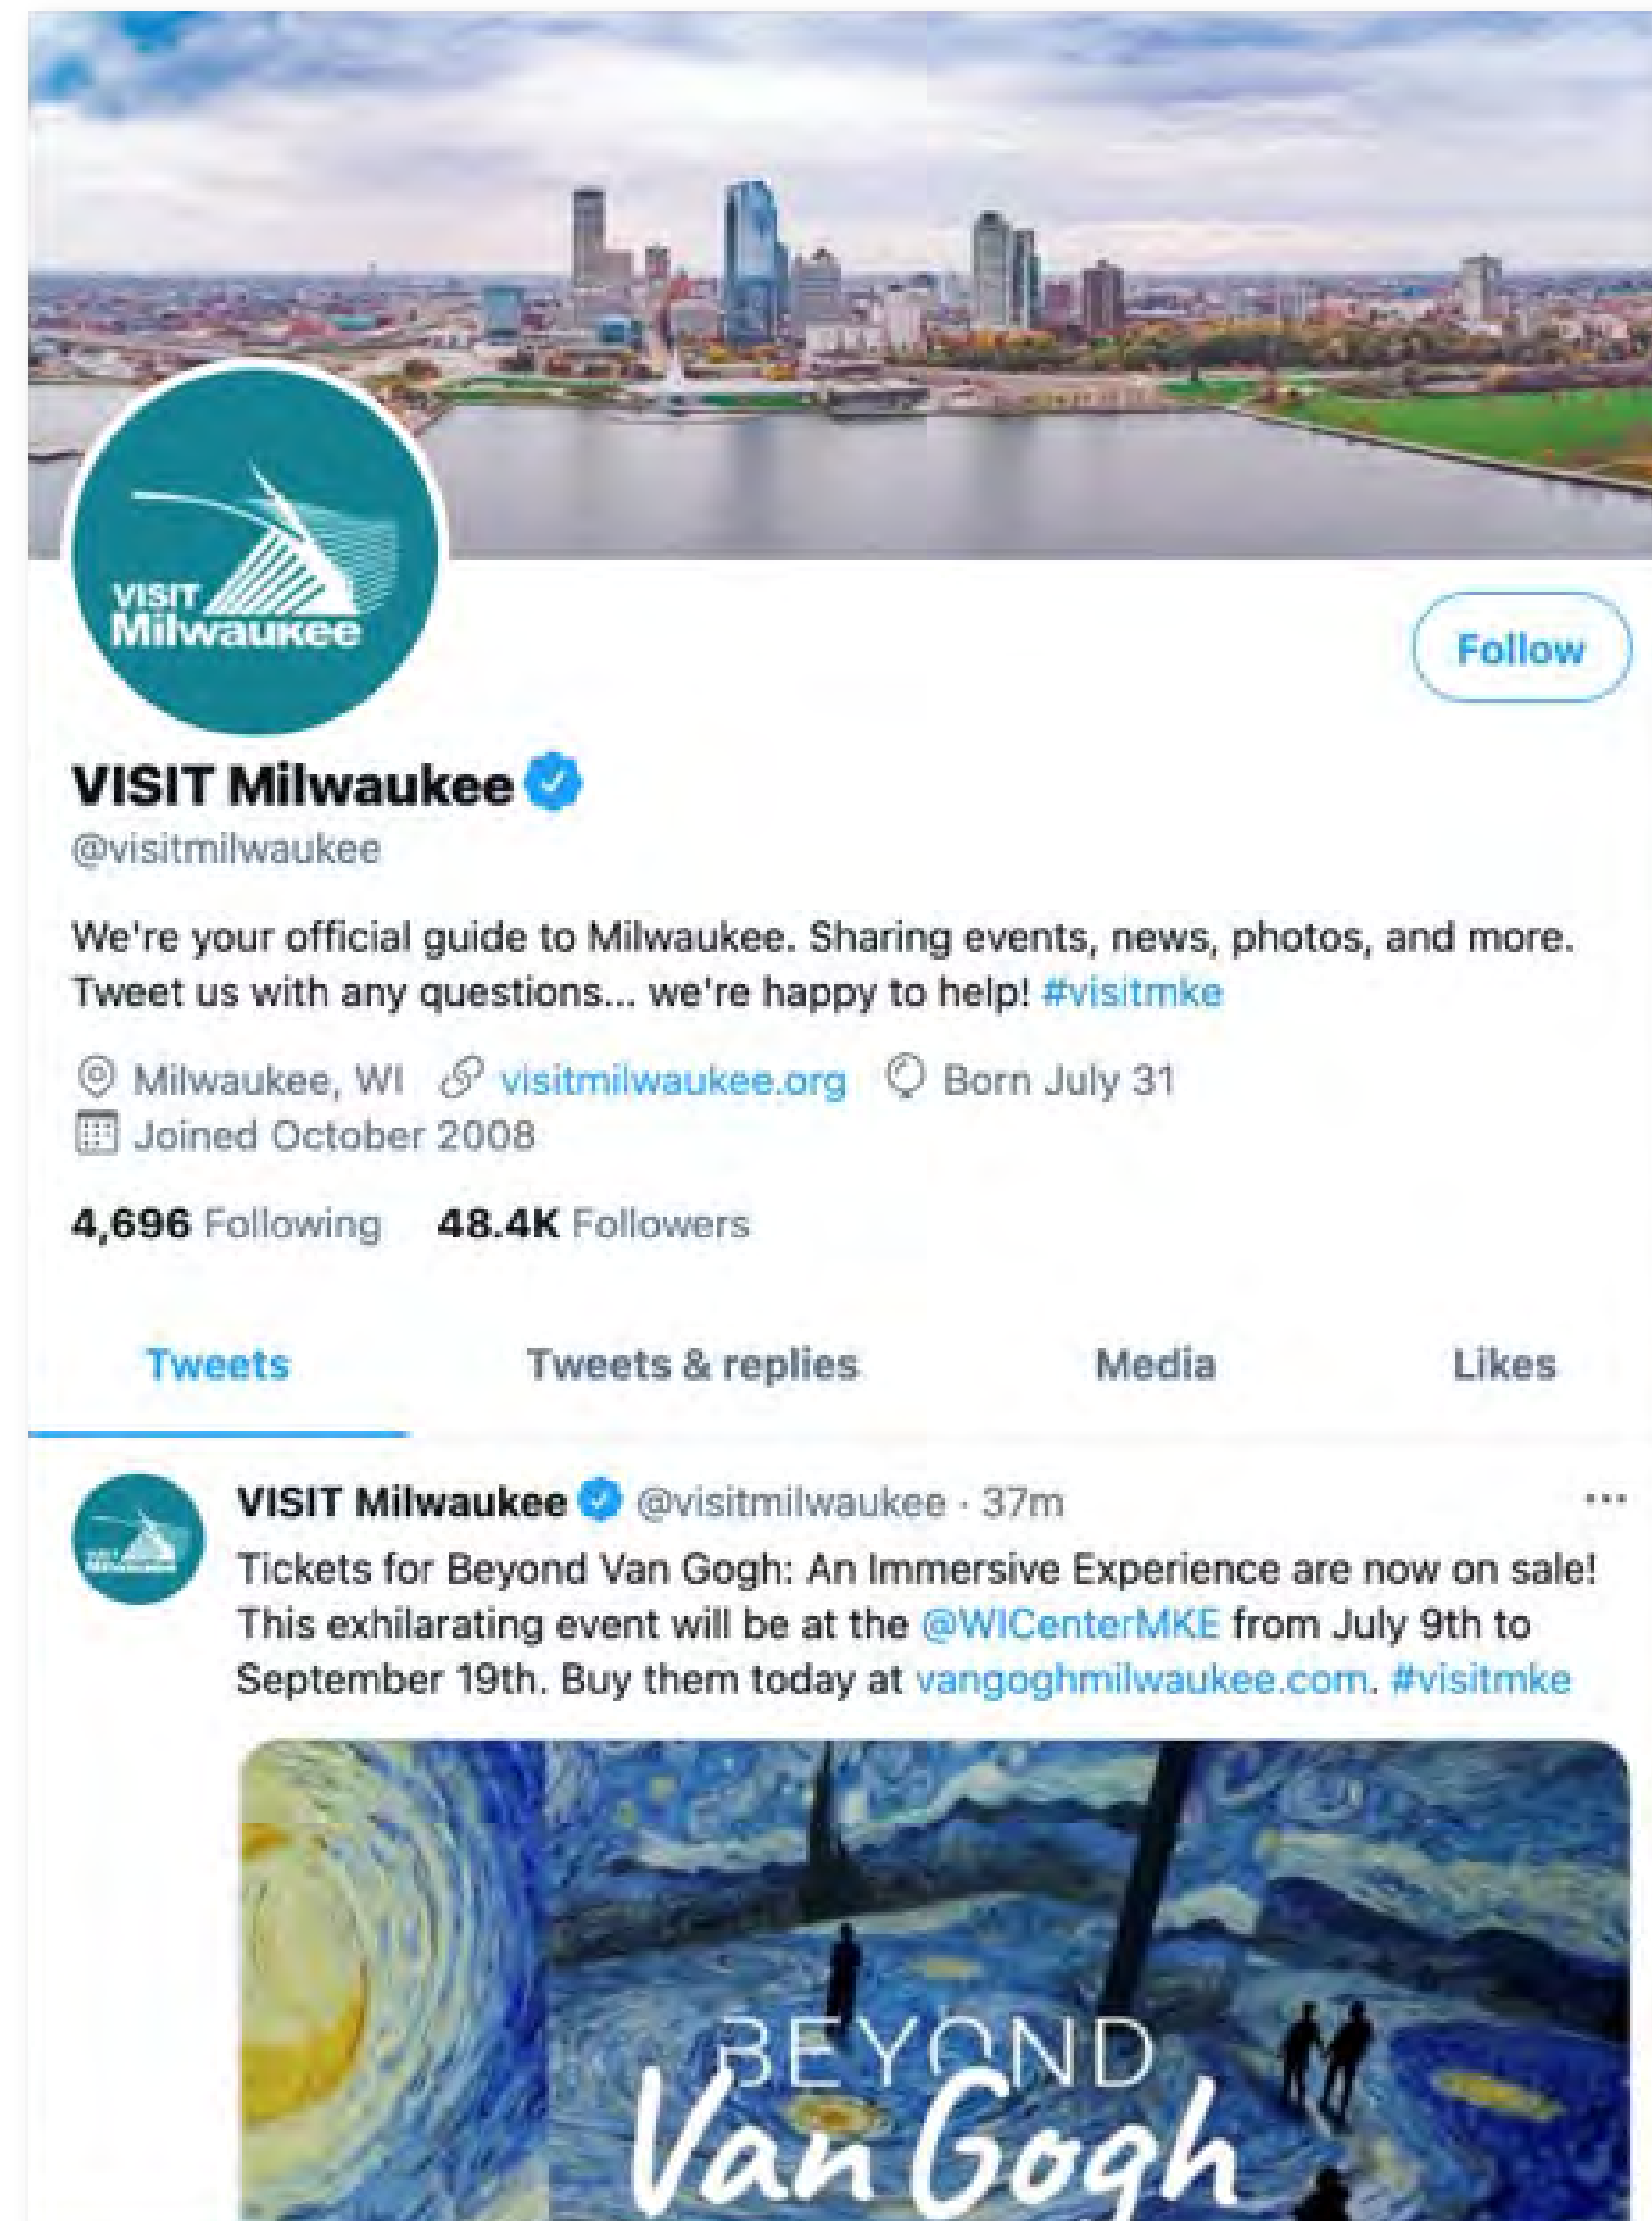 VISIT
Milwaukee
Follow
VISIT Milwaukee
@visitmilwaukee
We're your official guide to Milwaukee. Sharing events, news, photos, and more.
Tweet us with any questions... we're happy to help! #visitmke
Milwaukee, WI visitmilwaukee.org Born July 31
Joined October 2008
4,696 Following 48.4K Followers
Tweets Tweets & replies Media Likes
VISIT Milwaukee @visitmilwaukee · 37m
VISIT
Milwaukee
Tickets for Beyond Van Gogh: An Immersive Experience are now on sale!
This exhilarating event will be at the @WICenterMKE from July 9th to
September 19th. Buy them today at vangoghmilwaukee.com. #visitmke
BEYOND
Van Gogh